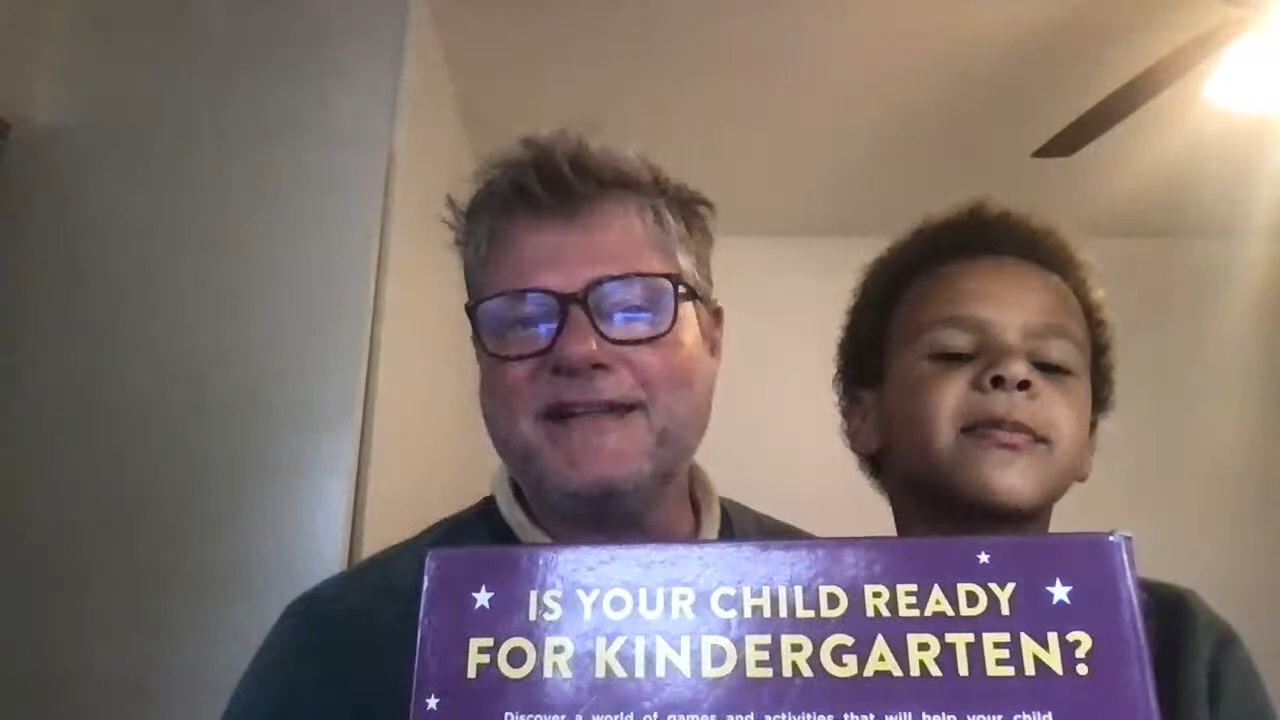 IS YOUR CHILD READY
FOR KINDERGARTEN?
Discover a world of games and activities that will help your child